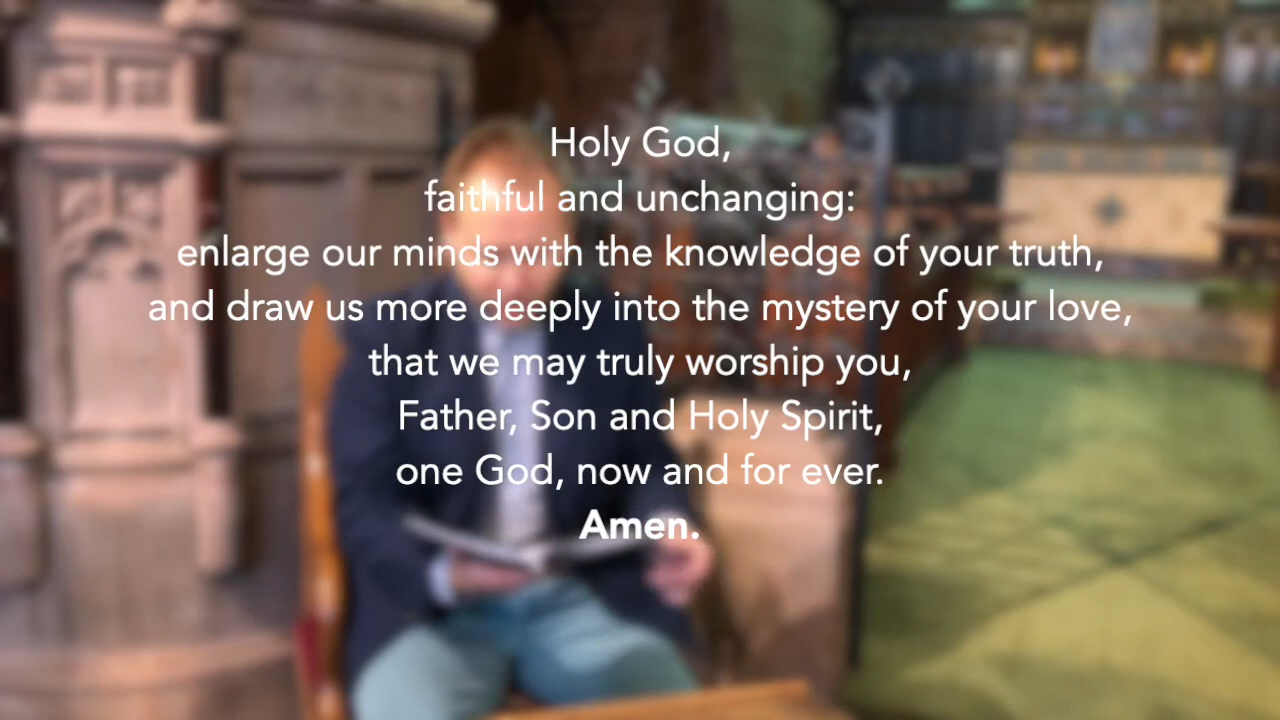 Holy God,
faithful and unchanging:
enlarge our minds with the knowledge of your truth,
and draw us more deeply into the mystery of your love,
that we may truly worship you,
Father, Son and Holy Spirit,
one God, now and for ever.
Amen.